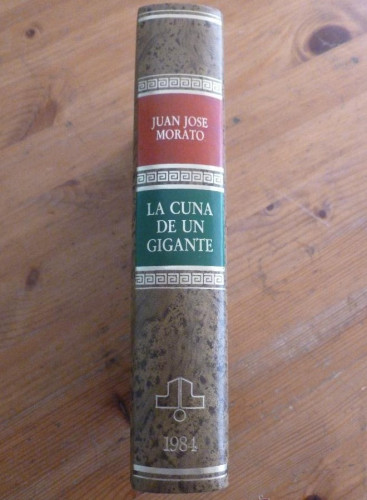 JUAN JOSE
MORATO
LA CUNA
DE UN
GIGANTE
1984